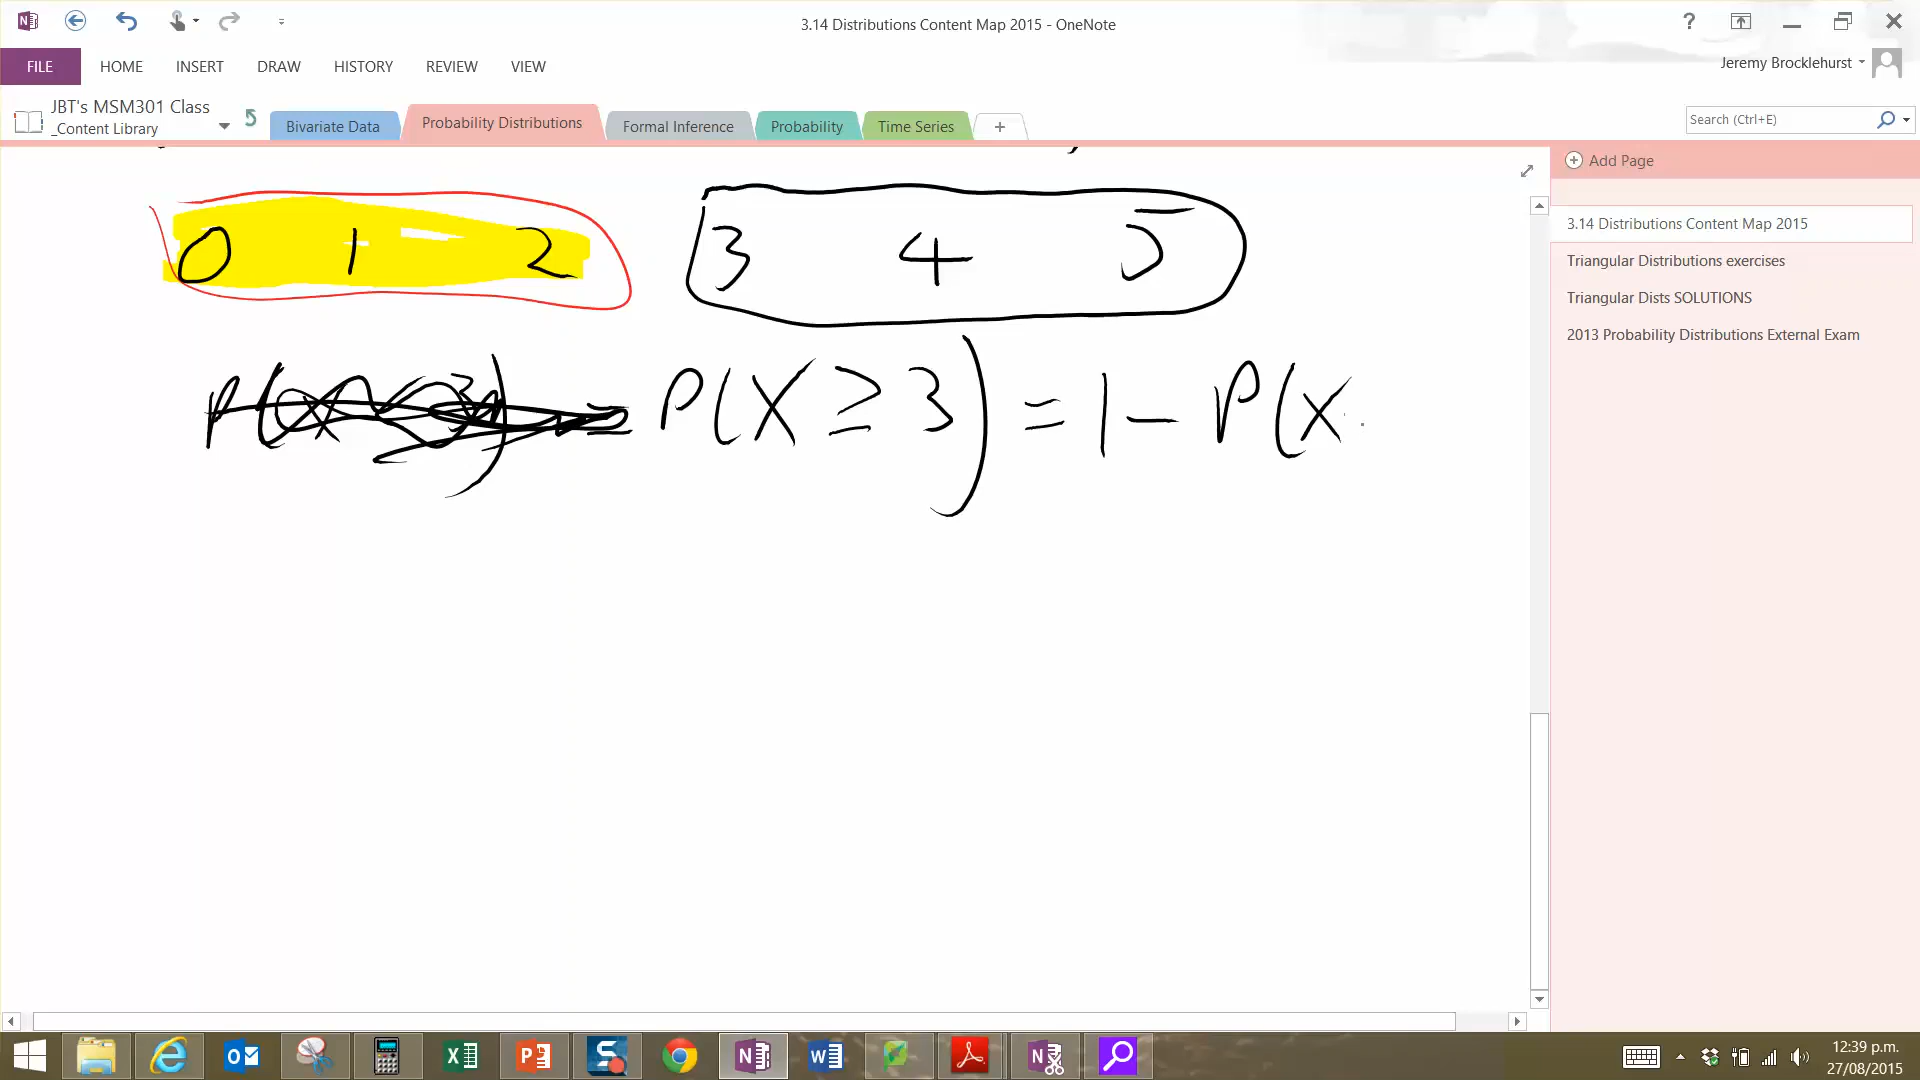 3.14 Distributions Content Map 2015 - OneNote
?
FILE HOME INSERT DRAW HISTORY REVIEW VIEW
Jeremy Brocklehurst
JBT's MSM301 Class
_Content Library
Bivariate Data Probability Distributions Formal Inference Probability Time Series +
Search (Ctrl+E)
Add Page
3.14 Distributions Content Map 2015
Triangular Distributions exercises
Triangular Dists SOLUTIONS
2013 Probability Distributions External Exam
0 1 2 3 4 5
P(X ≥ 3) = 1 - P(X
12:39 p.m.
27/08/2015